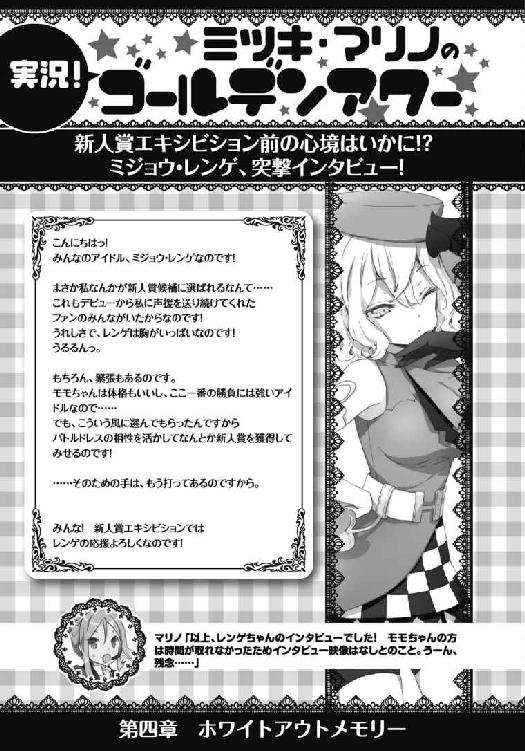 実況!
ミツキ・マリノの
ゴールデンアワー
新人賞エキシビション前の心境はいかに!?
ミジョウ・レンゲ、突撃インタビュー!
こんにちはっ!
みんなのアイドル、ミジョウ・レンゲなのです!
まさか私なんかが新人賞候補に選ばれるなんて……
これもデビューから私に声援を送り続けてくれた
ファンのみんながいたからなのです!
うれしさで、レンゲは胸がいっぱいなのです!
うるるんっ。
もちろん、緊張もあるのです。
モモちゃんは体格もいいし、ここ一番の勝負には強いアイ
ドルなので……
でも、こういう風に選んでもらったんですから
バトルドレスの相性を活かしてなんとか新人賞を獲得して
みせるのです!
……そのための手は、もう打ってあるのですから。
みんな! 新人賞エキシビションでは
レンゲの応援よろしくなのです!
マリノ「以上、レンゲちゃんのインタビューでした! モモちゃんの方
は時間が取れなかったためインタビュー映像はなしとのこと。うーん、
残念……」
第四章 ホワイトアウトメモリー